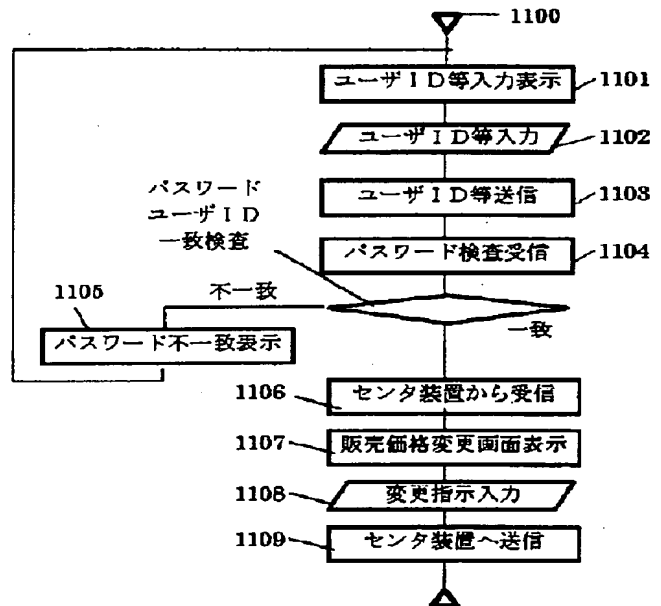 1100
ユーザID等入力表示 1101
ユーザID等入力 1102
ユーザID等送信 1103
パスワード
ユーザID
一致検査
パスワード検査受信 1104
1105 不一致
一致
パスワード不一致表示
1106 センタ装置から受信
1107 販売価格変更画面表示
1108 変更指示入力
1109 センタ装置へ送信